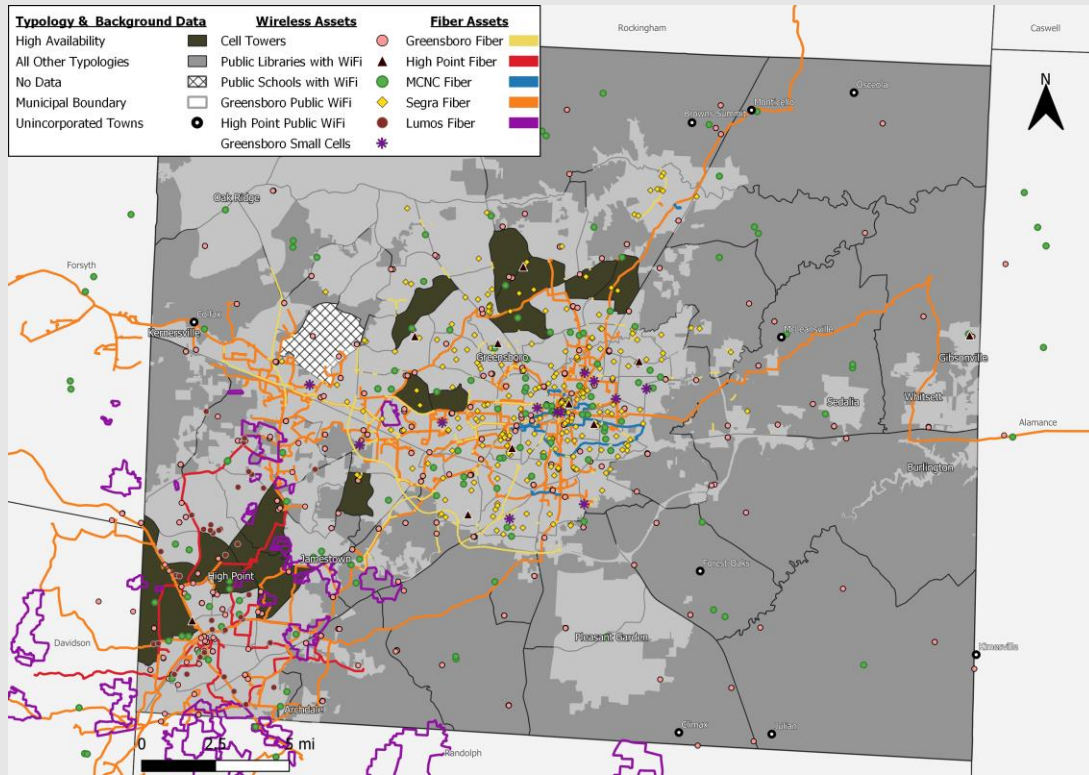 Typology & Background Data
Wireless Assets
Fiber Assets
High Availability
Cell Towers
Greensboro Fiber
All Other Typologies
Public Libraries with WiFi
High Point Fiber
No Data
Public Schools with WiFi
MCNC Fiber
Municipal Boundary
Greensboro Public WiFi
Segra Fiber
Unincorporated Towns
High Point Public WiFi
Lumos Fiber
Greensboro Small Cells
Rockingham
Caswell
N
Osceola
Monticello
Browns Summit
Oak Ridge
Forsyth
Colfax
Kernersville
McLeansville
Greensboro
Gibsonville
Sedalia
Whitsett
Alamance
Burlington
Jamestown
High Point
Forest Oaks
Pleasant Garden
Davidson
Kimesville
Archdale
Climax
Julian
0 2.5 5 mi
Randolph